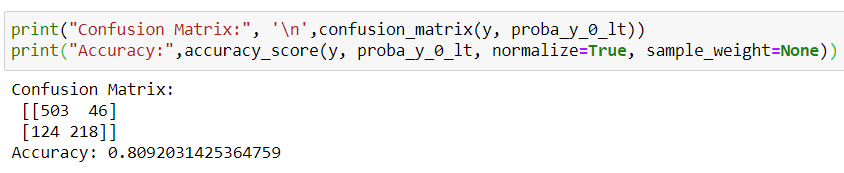 print("Confusion Matrix:", '\n',confusion_matrix(y, proba_y_0_lt))
print("Accuracy:",accuracy_score(y, proba_y_0_lt, normalize=True, sample_weight=None))
Confusion Matrix:
[[503  46]
[124 218]]
Accuracy: 0.8092031425364759